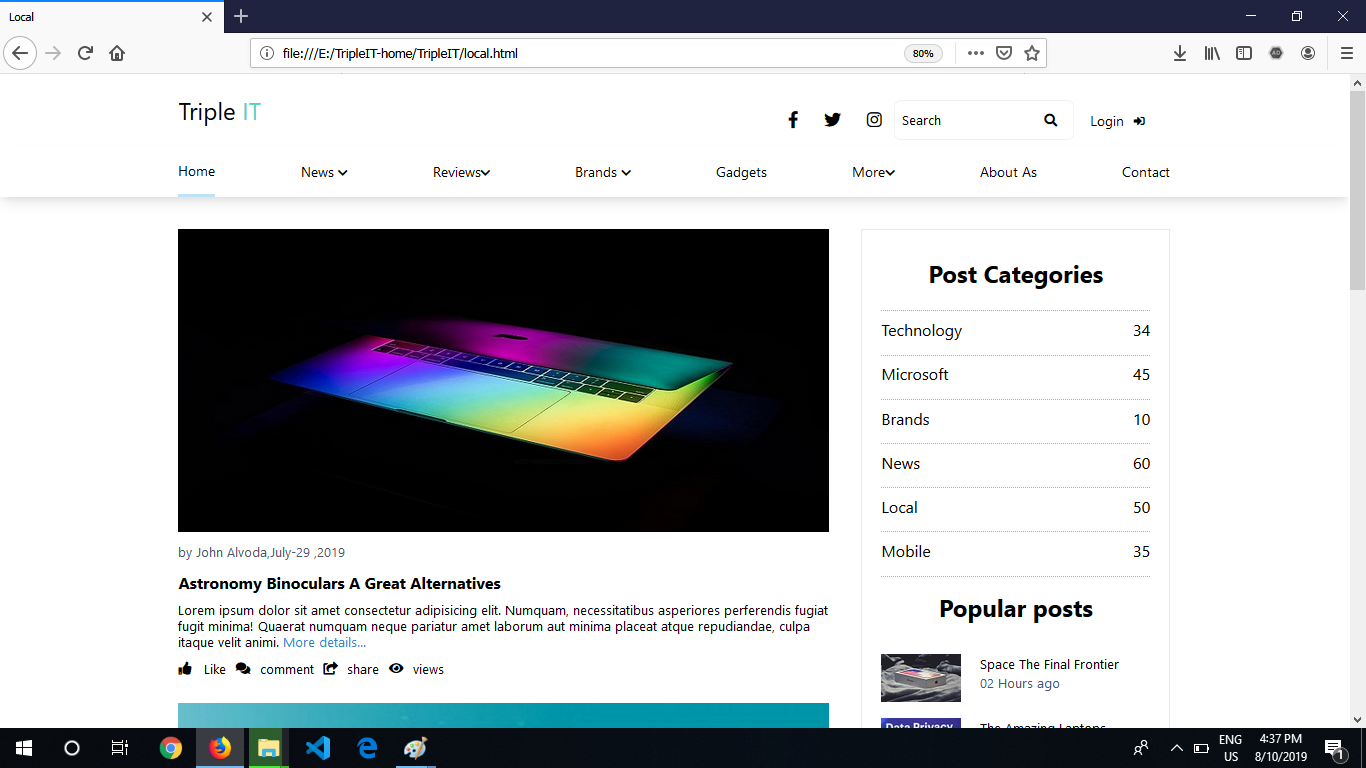 Local
file:///E:/TripleIT-home/TripleIT/local.html
80%
Triple IT
Search
Login
Home
News
Reviews
Brands
Gadgets
More
About As
Contact
by John Alvoda,July-29 ,2019
Astronomy Binoculars A Great Alternatives
Lorem ipsum dolor sit amet consectetur adipisicing elit. Numquam, necessitatibus asperiores perferendis fugiat
fugit minima! Quaerat numquam neque pariatur amet laborum aut minima placeat atque repudiandae, culpa
itaque velit animi. More details...
Like
comment
share
views
Post Categories
Technology 34
Microsoft 45
Brands 10
News 60
Local 50
Mobile 35
Popular posts
Space The Final Frontier
02 Hours ago
Data Privacy
The Amazing Laptops
ENG
US
4:37 PM
8/10/2019
1